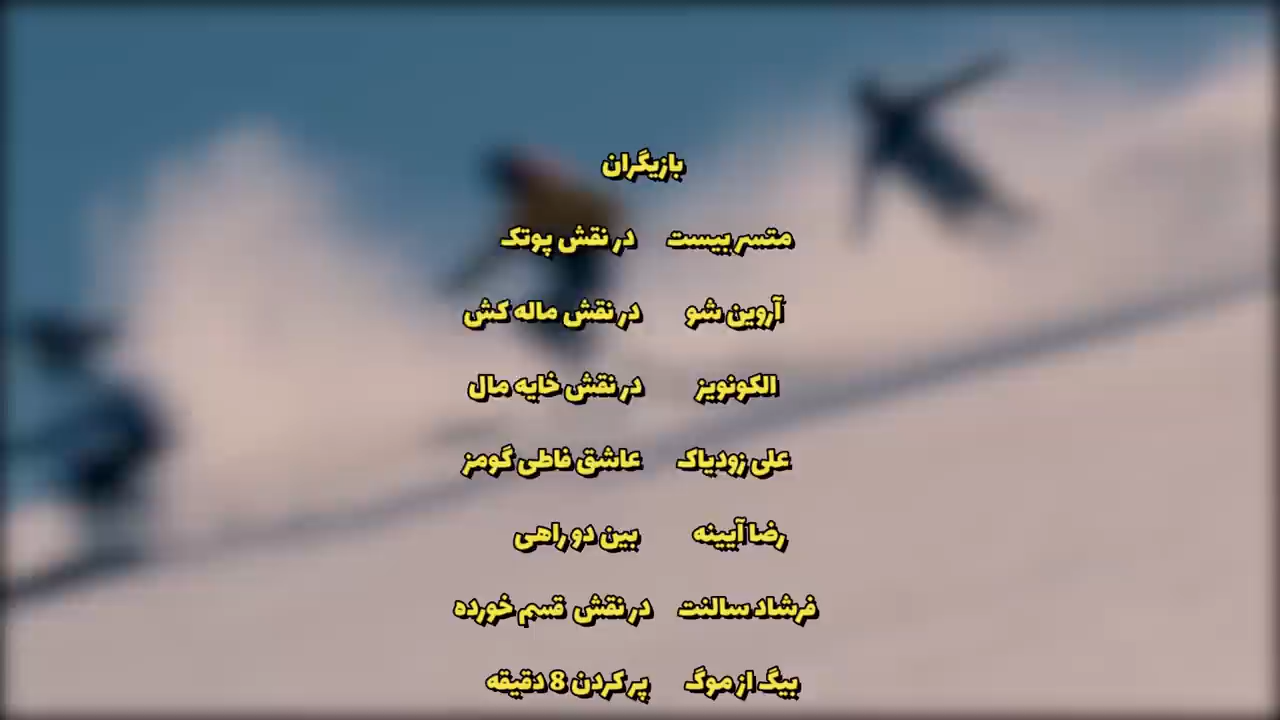 بازیگران
متسر بیست در نقش پوتک
آروین شو در نقش ماله کش
الکونویز در نقش خایه مال
علی زودیاک عاشق فاطی گومز
رضا آیینه بین دو راهی
فرشاد سالنت در نقش قسم خورده
بیگ از موگ پر کردن 8 دقیقه